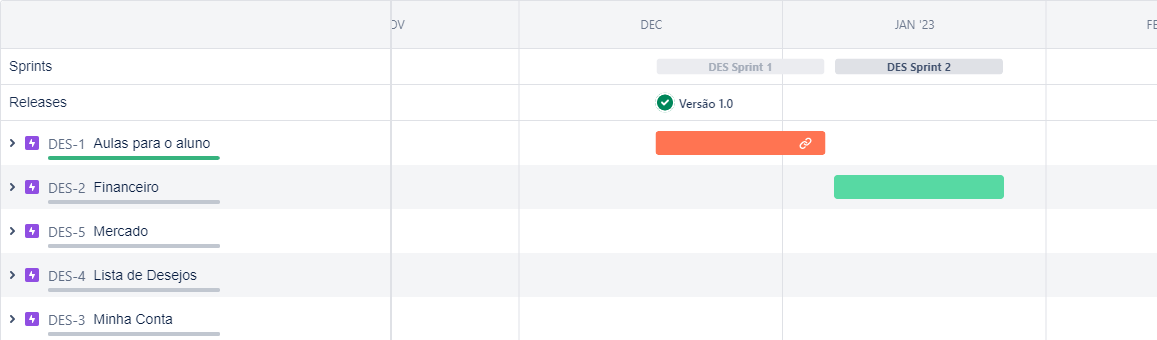 OV DEC JAN '23 FE
Sprints DES Sprint 1 DES Sprint 2
Releases Versão 1.0
DES-1 Aulas para o aluno
DES-2 Financeiro
DES-5 Mercado
DES-4 Lista de Desejos
DES-3 Minha Conta